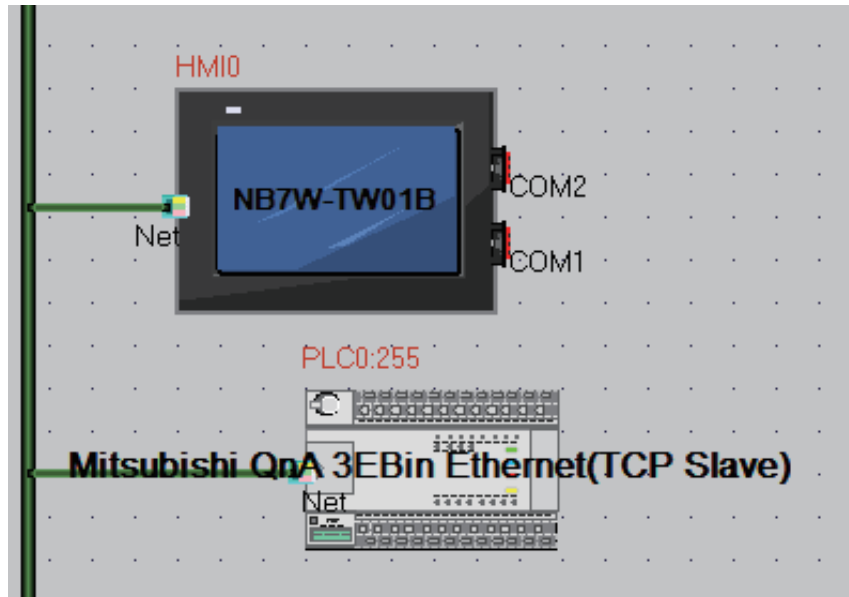 HMI0
NB7W-TW01B
COM2
Net
COM1
PLC0:255
Mitsubishi QnA 3EBin Ethernet(TCP Slave)
Net